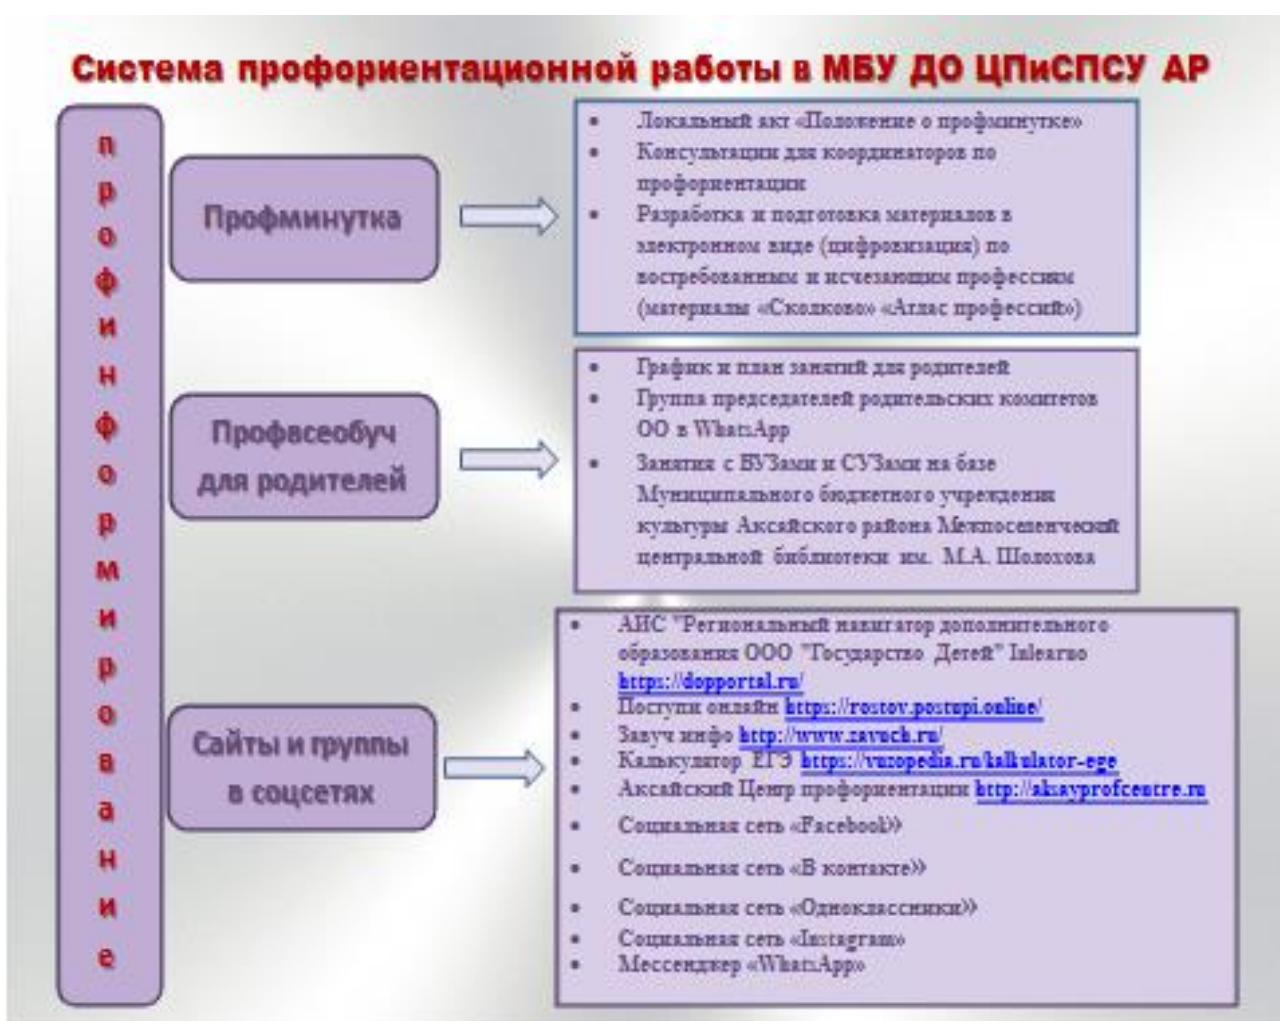 Система профориентационной работы в МБУ ДО ЦПиСПСУ АР
профинформирование
Профминутка
Локальный акт «Положение о профминутке»
Консультации для координаторов по
профориентации
Разработка и подготовка материалов в
электронном виде (цифровизация) по
востребованным и исчезающим профессиям
(материалы «Сколково» «Атлас профессий»)
Профвсеобуч
для родителей
График и план занятий для родителей
Группа председателей родительских комитетов
ОО в WhatsApp
Занятия с ВУЗами и СУЗами на базе
Муниципального бюджетного учреждения
культуры Аксайского района Межпоселенческой
центральной библиотеки им. М.А. Шолохова
Сайты и группы
в соцсетях
АИС "Региональный навигатор дополнительного
образования ООО "Государство Детей" Inlearno
https://dopportal.ru/
Поступи онлайн https://rostov.postupi.online/
Завуч инфо http://www.zavuch.ru/
Калькулятор ЕГЭ https://vuzopedia.ru/kalkulator-ege
Аксайский Центр профориентации http://aksayprofcentre.ru
Социальная сеть «Facebook»
Социальная сеть «В контакте»
Социальная сеть «Одноклассники»
Социальная сеть «Instagram»
Мессенджер «WhatsApp»